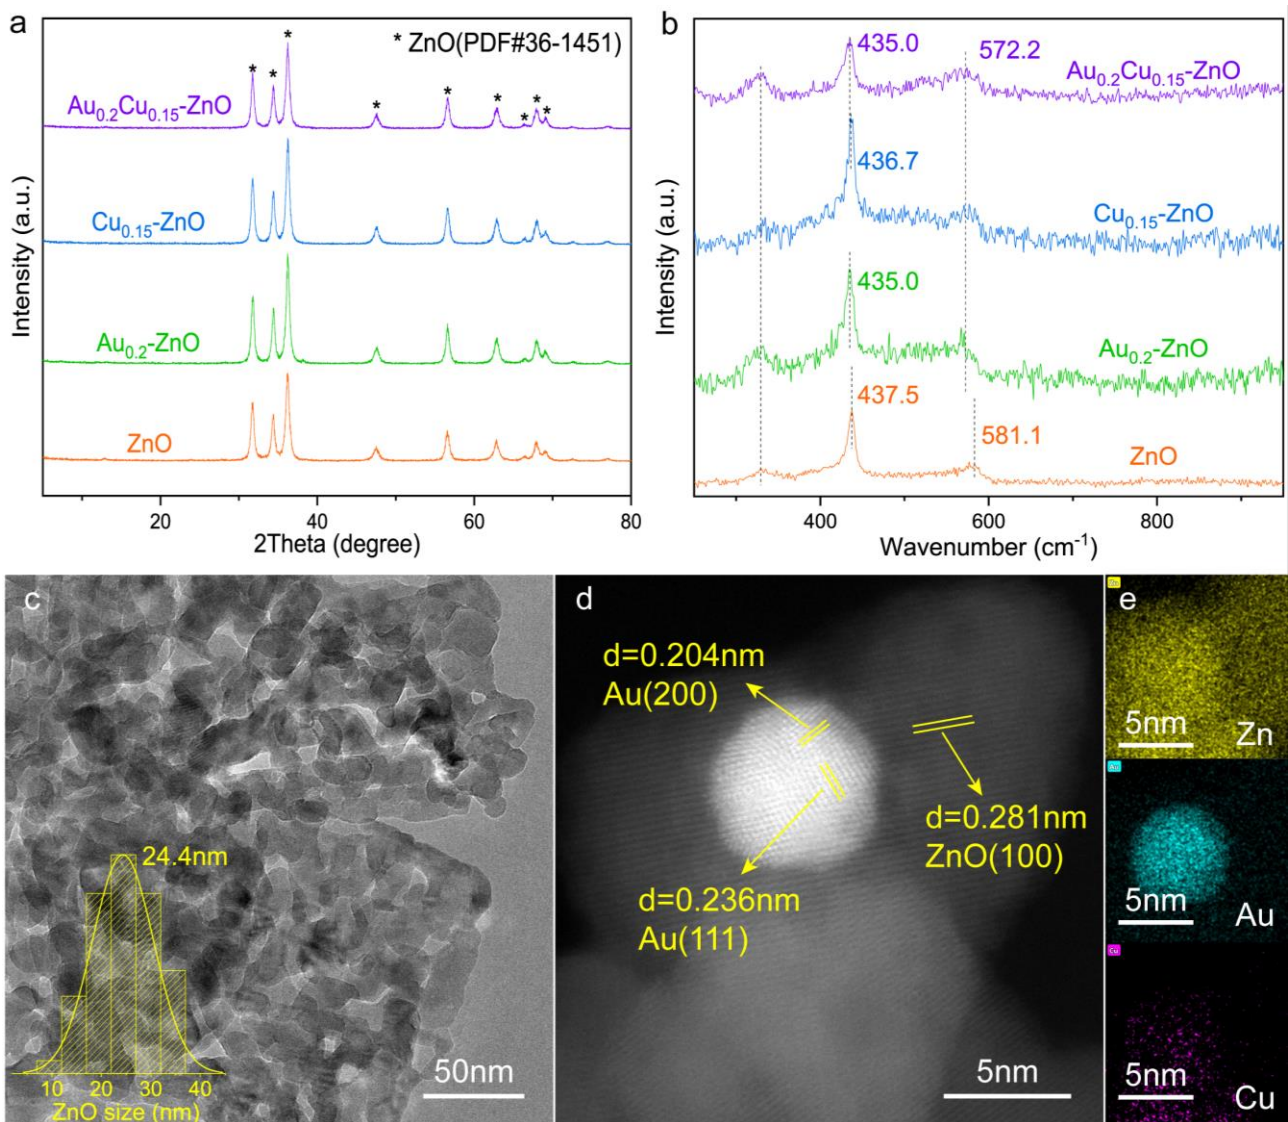 a
* ZnO(PDF#36-1451)
* * * * * * * * *
Au0.2Cu0.15-ZnO
Cu0.15-ZnO
Au0.2-ZnO
ZnO
Intensity (a.u.)
20 40 60 80
2Theta (degree)
b
435.0 572.2
Au0.2Cu0.15-ZnO
436.7
Cu0.15-ZnO
435.0
Au0.2-ZnO
437.5
581.1
ZnO
Intensity (a.u.)
400 600 800
Wavenumber (cm-1)
c
24.4nm
10 20 30 40
ZnO size (nm)
50nm
d
d=0.204nm
Au(200)
d=0.281nm
ZnO(100)
d=0.236nm
Au(111)
5nm
e
Zn
5nm
Zn
Au
5nm
Au
Cu
5nm
Cu